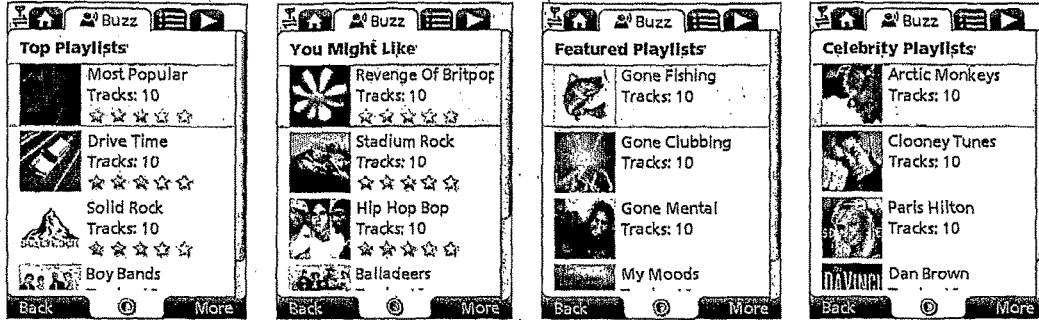 Buzz
Top Playlists
Most Popular
Tracks: 10
Drive Time
Tracks: 10
Solid Rock
Tracks: 10
Boy Bands
Back
More
Buzz
You Might Like
Revenge Of Britpop
Tracks: 10
Stadium Rock
Tracks: 10
Hip Hop Bop
Tracks: 10
Balladeers
Back
More
Buzz
Featured Playlists
Gone Fishing
Tracks: 10
Gone Clubbing
Tracks: 10
Gone Mental
Tracks: 10
My Moods
Back
More
Buzz
Celebrity Playlists
Arctic Monkeys
Tracks: 10
Clooney Tunes
Tracks: 10
Paris Hilton
Tracks: 10
Dan Brown
DAVINCI
Back
More